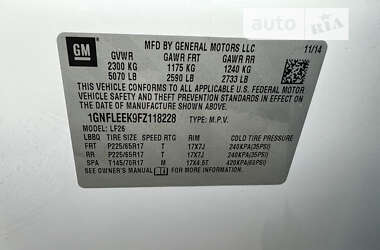 auto RIA
GM
MFD BY GENERAL MOTORS LLC
11/14
GVWR GAWR FRT GAWR RR
2300 KG 1175 KG 1240 KG
5070 LB 2590 LB 2733 LB
THIS VEHICLE CONFORMS TO ALL APPLICABLE U.S. FEDERAL
MOTOR VEHICLE SAFETY AND THEFT PREVENTION STANDARDS IN EFFECT ON
THE DATE OF MANUFACTURE SHOWN ABOVE.
1GNFLEEK9FZ118228 TYPE: M.P.V.
MODEL: LF26
LBBQ TIRE SIZE SPEED RTG RIM COLD TIRE PRESSURE
FRT P225/65R17 T 17X7J 240KPA(35PSI)
RR P225/65R17 T 17X7J 240KPA(35PSI)
SPA T145/70R17 M 17X4.5T 420KPA(60PSI)
SEE OWNER'S MANUAL FOR MORE INFORMATION.